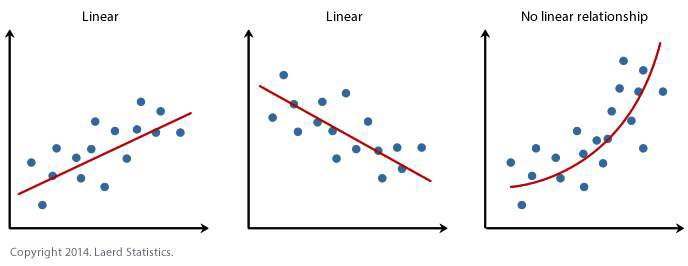 Linear
Linear
No linear relationship
Copyright 2014. Laerd Statistics.